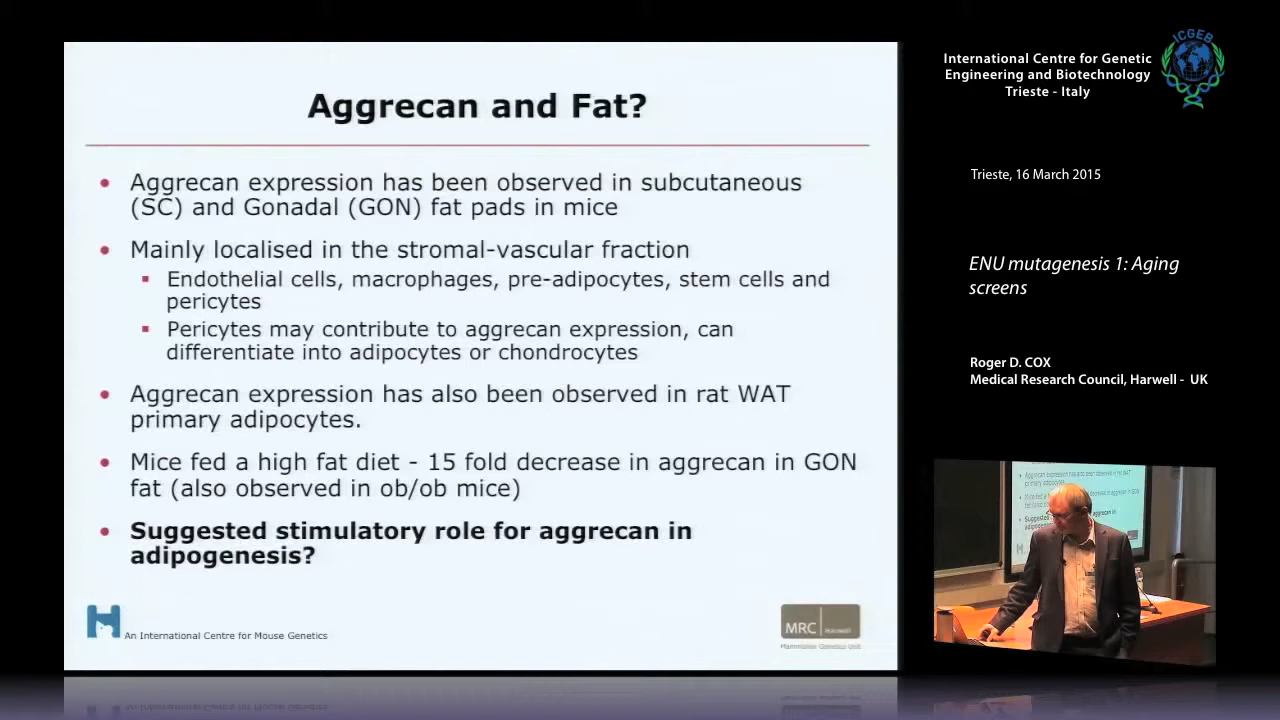 Aggrecan and Fat?
Aggrecan expression has been observed in subcutaneous
(SC) and Gonadal (GON) fat pads in mice
Mainly localised in the stromal-vascular fraction
Endothelial cells, macrophages, pre-adipocytes, stem cells and
pericytes
Pericytes may contribute to aggrecan expression, can
differentiate into adipocytes or chondrocytes
Aggrecan expression has also been observed in rat WAT
primary adipocytes.
Mice fed a high fat diet - 15 fold decrease in aggrecan in GON
fat (also observed in ob/ob mice)
Suggested stimulatory role for aggrecan in
adipogenesis?
An International Centre for Mouse Genetics
MRC Harwell
Mammalian Genetics Unit
International Centre for Genetic
Engineering and Biotechnology
Trieste - Italy
ICGEB
Trieste, 16 March 2015
ENU mutagenesis 1: Aging
screens
Roger D. COX
Medical Research Council, Harwell - UK